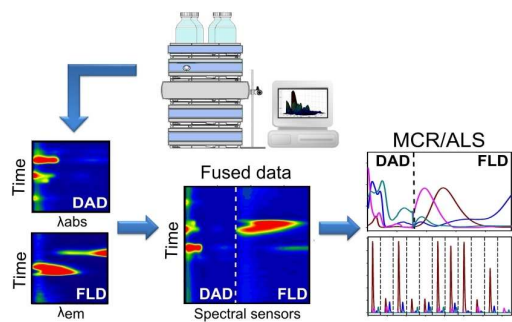 MCR/ALS
DAD
FLD
Fused data
Time
DAD
λabs
Time
DAD
FLD
Spectral sensors
Time
FLD
λem